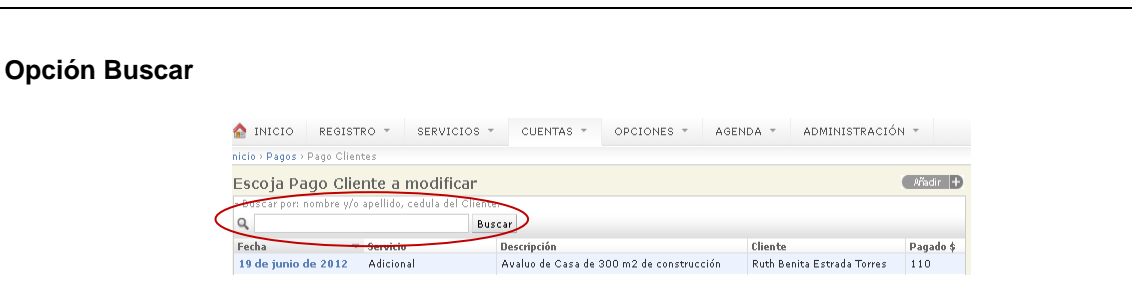 Opción Buscar
INICIO REGISTRO SERVICIOS CUENTAS OPCIONES AGENDA ADMINISTRACIÓN
nicio › Pagos › Pago Clientes
Escoja Pago Cliente a modificar Añadir +
Buscar por: nombre y/o apellido, cedula del Cliente.
Buscar
Fecha Servicio Descripción Cliente Pagado $
19 de junio de 2012 Adicional Avaluo de Casa de 300 m2 de construcción Ruth Benita Estrada Torres 110